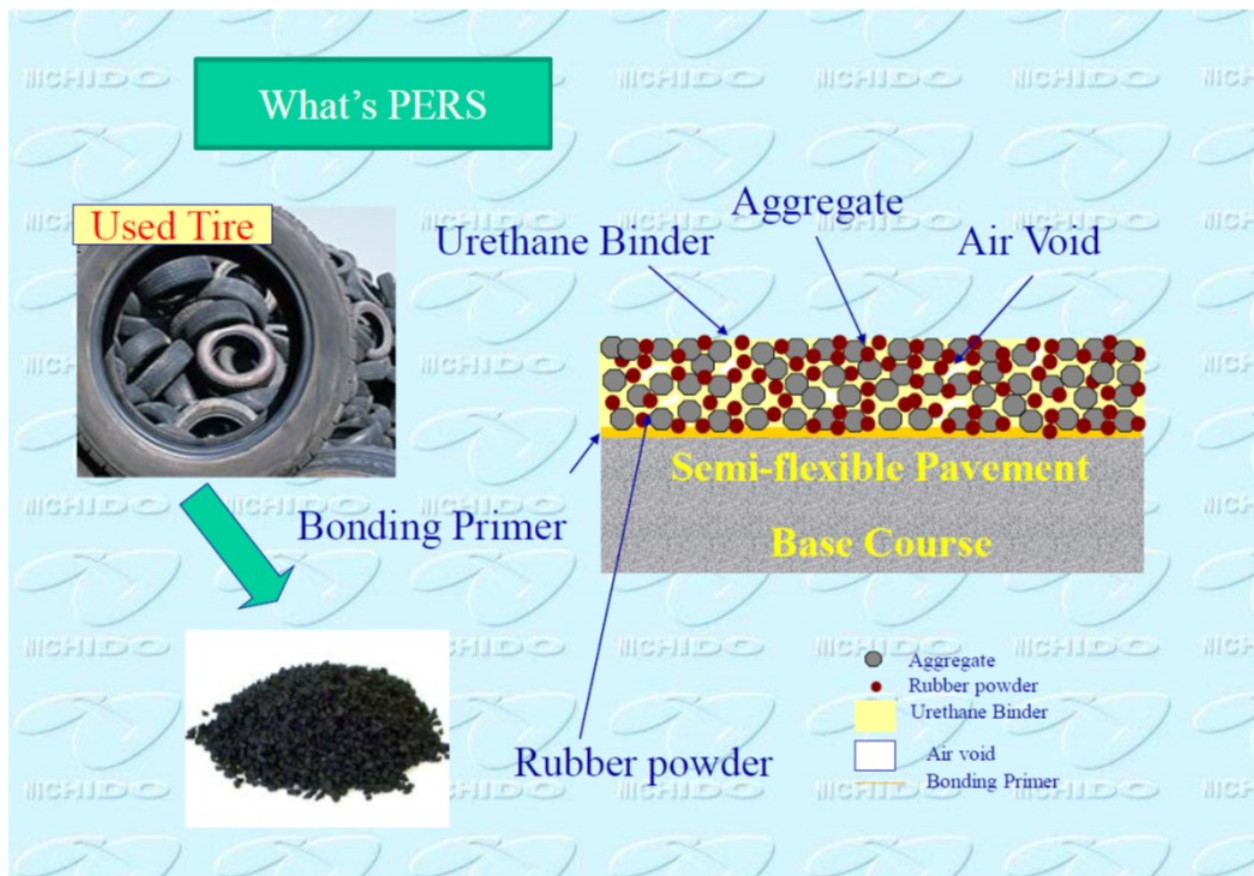 What's PERS
Used Tire
Aggregate
Urethane Binder
Air Void
Semi-flexible Pavement
Bonding Primer
Base Course
Rubber powder
Aggregate
Rubber powder
Urethane Binder
Air void
Bonding Primer
NICHIDO